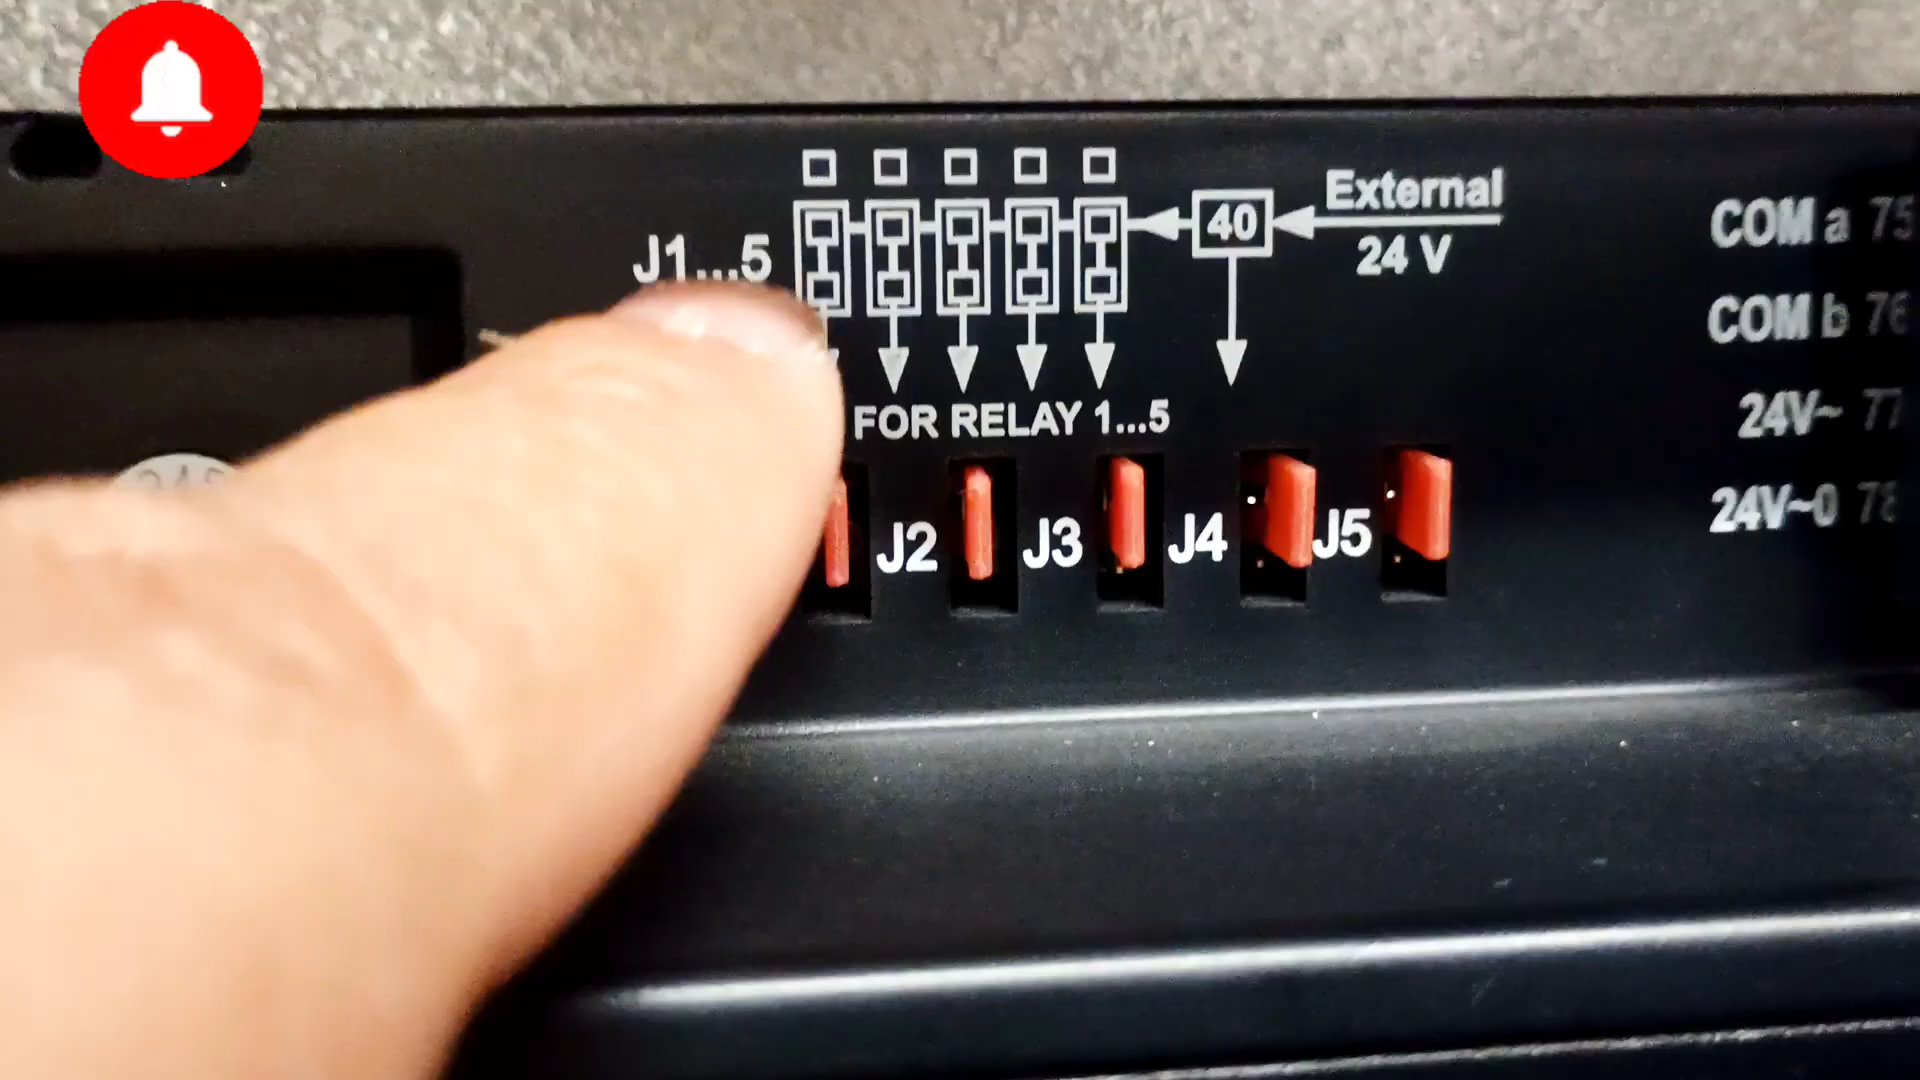 J1...5
40
External
24 V
FOR RELAY 1...5
J2
J3
J4
J5
COM a 75
COM b 76
24V~ 77
24V~0 78